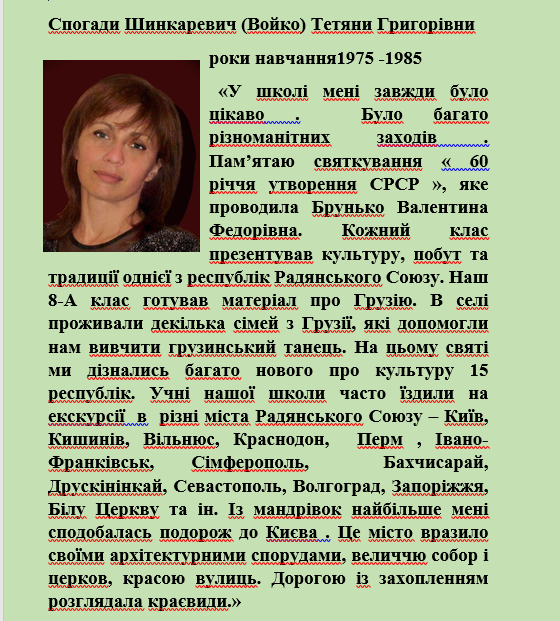 Спогади Шинкаревич (Войко) Тетяни Григорівни
роки навчання1975 -1985
«У школі мені завжди було
цікаво . Було багато
різноманітних заходів .
Пам’ятаю святкування « 60
річчя утворення СРСР », яке
проводила Брунько Валентина
Федорівна. Кожний клас
презентував культуру, побут та
традиції однієї з республік Радянського Союзу. Наш
8-А клас готував матеріал про Грузію. В селі
проживали декілька сімей з Грузії, які допомогли
нам вивчити грузинський танець. На цьому святі
ми дізнались багато нового про культуру 15
республік. Учні нашої школи часто їздили на
екскурсії в різні міста Радянського Союзу – Київ,
Кишинів, Вільнюс, Краснодон, Перм , Івано-
Франківськ, Сімферополь, Бахчисарай,
Друскінінкай, Севастополь, Волгоград, Запоріжжя,
Білу Церкву та ін. Із мандрівок найбільше мені
сподобалась подорож до Києва . Це місто вразило
своїми архітектурними спорудами, величчю собор і
церков, красою вулиць. Дорогою із захопленням
розглядала краєвиди.»